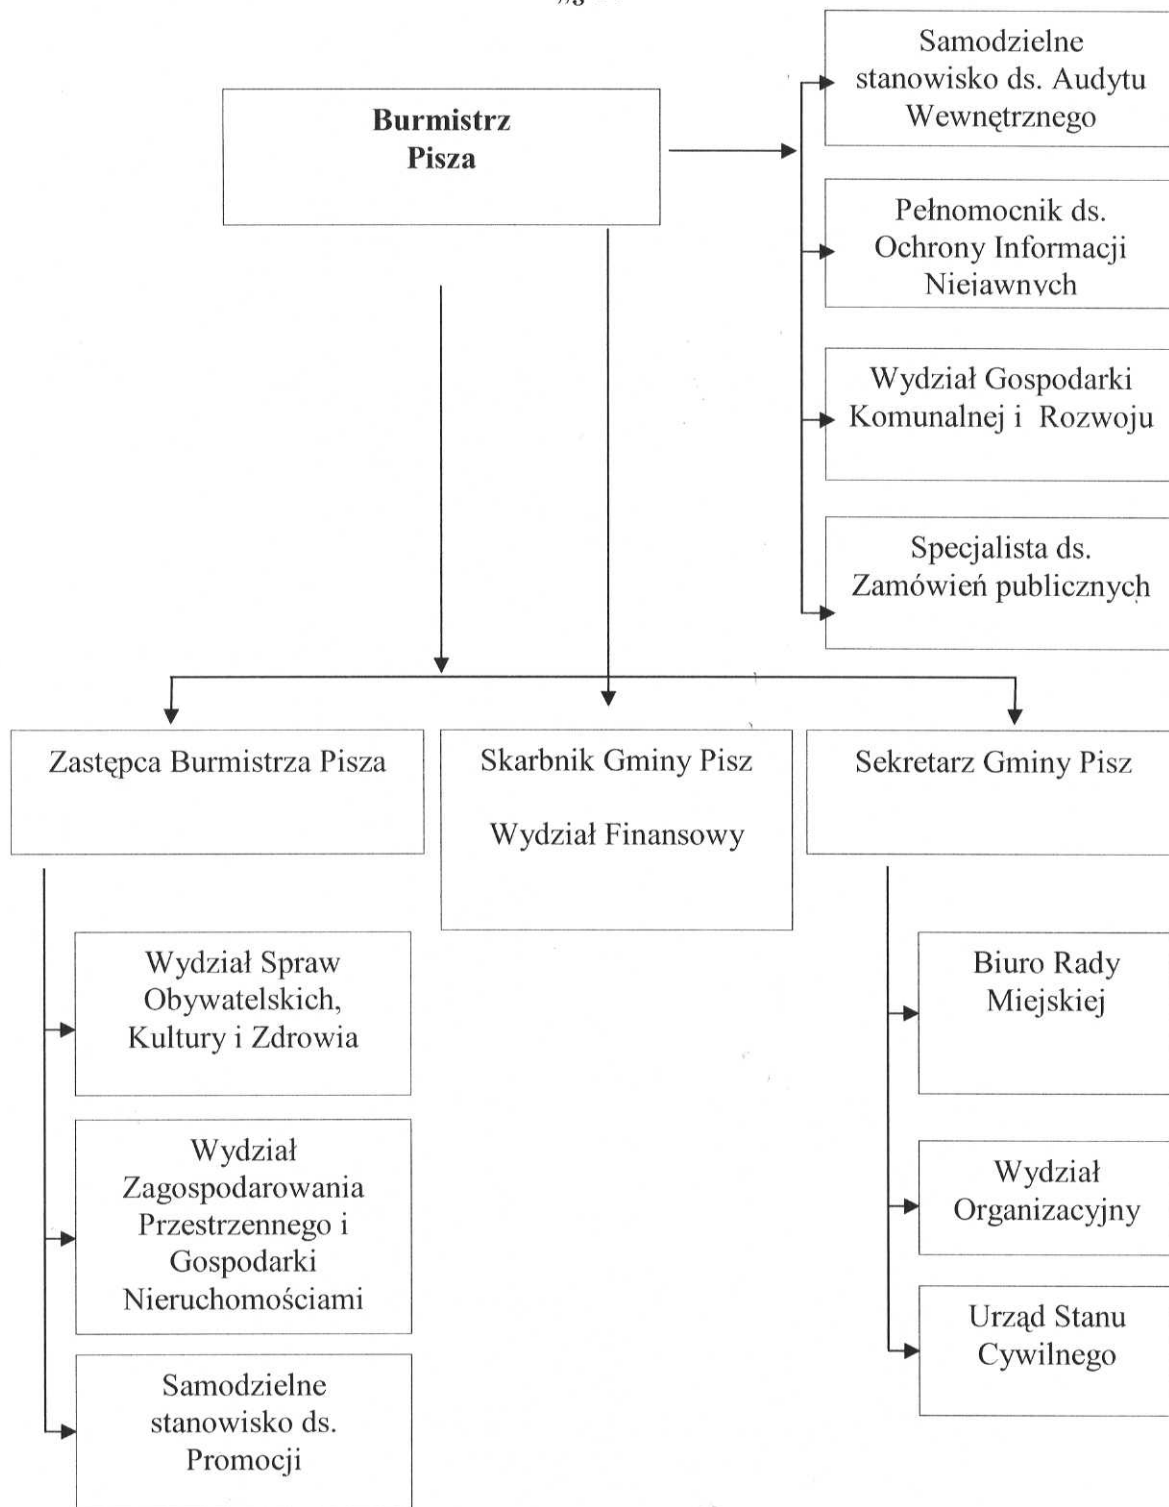 Burmistrz
Pisza
Samodzielne
stanowisko ds. Audytu
Wewnętrznego
Pełnomocnik ds.
Ochrony Informacji
Niejawnych
Wydział Gospodarki
Komunalnej i Rozwoju
Specjalista ds.
Zamówień publicznych
Zastępca Burmistrza Pisza
Skarbnik Gminy Pisz
Wydział Finansowy
Sekretarz Gminy Pisz
Wydział Spraw
Obywatelskich,
Kultury i Zdrowia
Wydział
Zagospodarowania
Przestrzennego i
Gospodarki
Nieruchomościami
Samodzielne
stanowisko ds.
Promocji
Biuro Rady
Miejskiej
Wydział
Organizacyjny
Urząd Stanu
Cywilnego